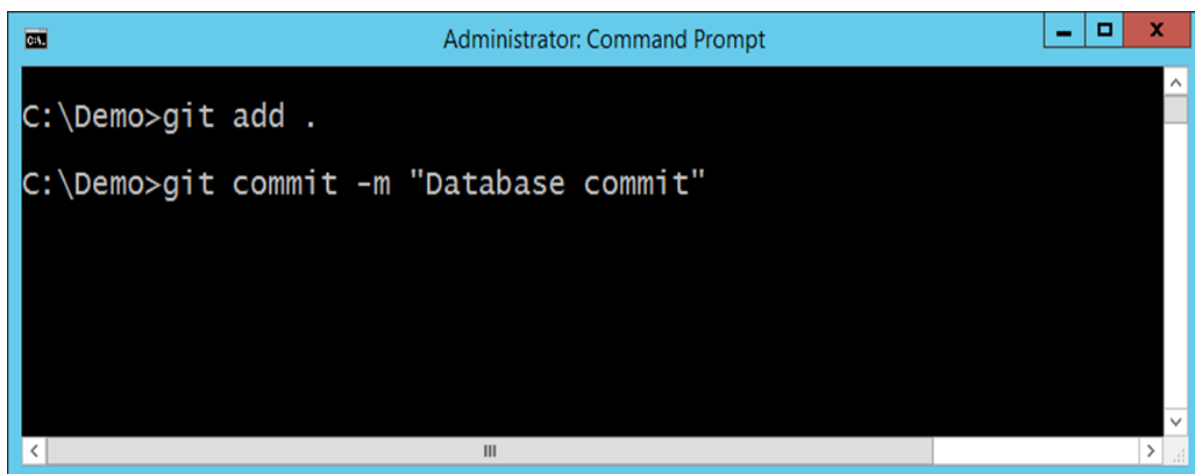 Administrator: Command Prompt
C:\Demo>git add .
C:\Demo>git commit -m "Database commit"